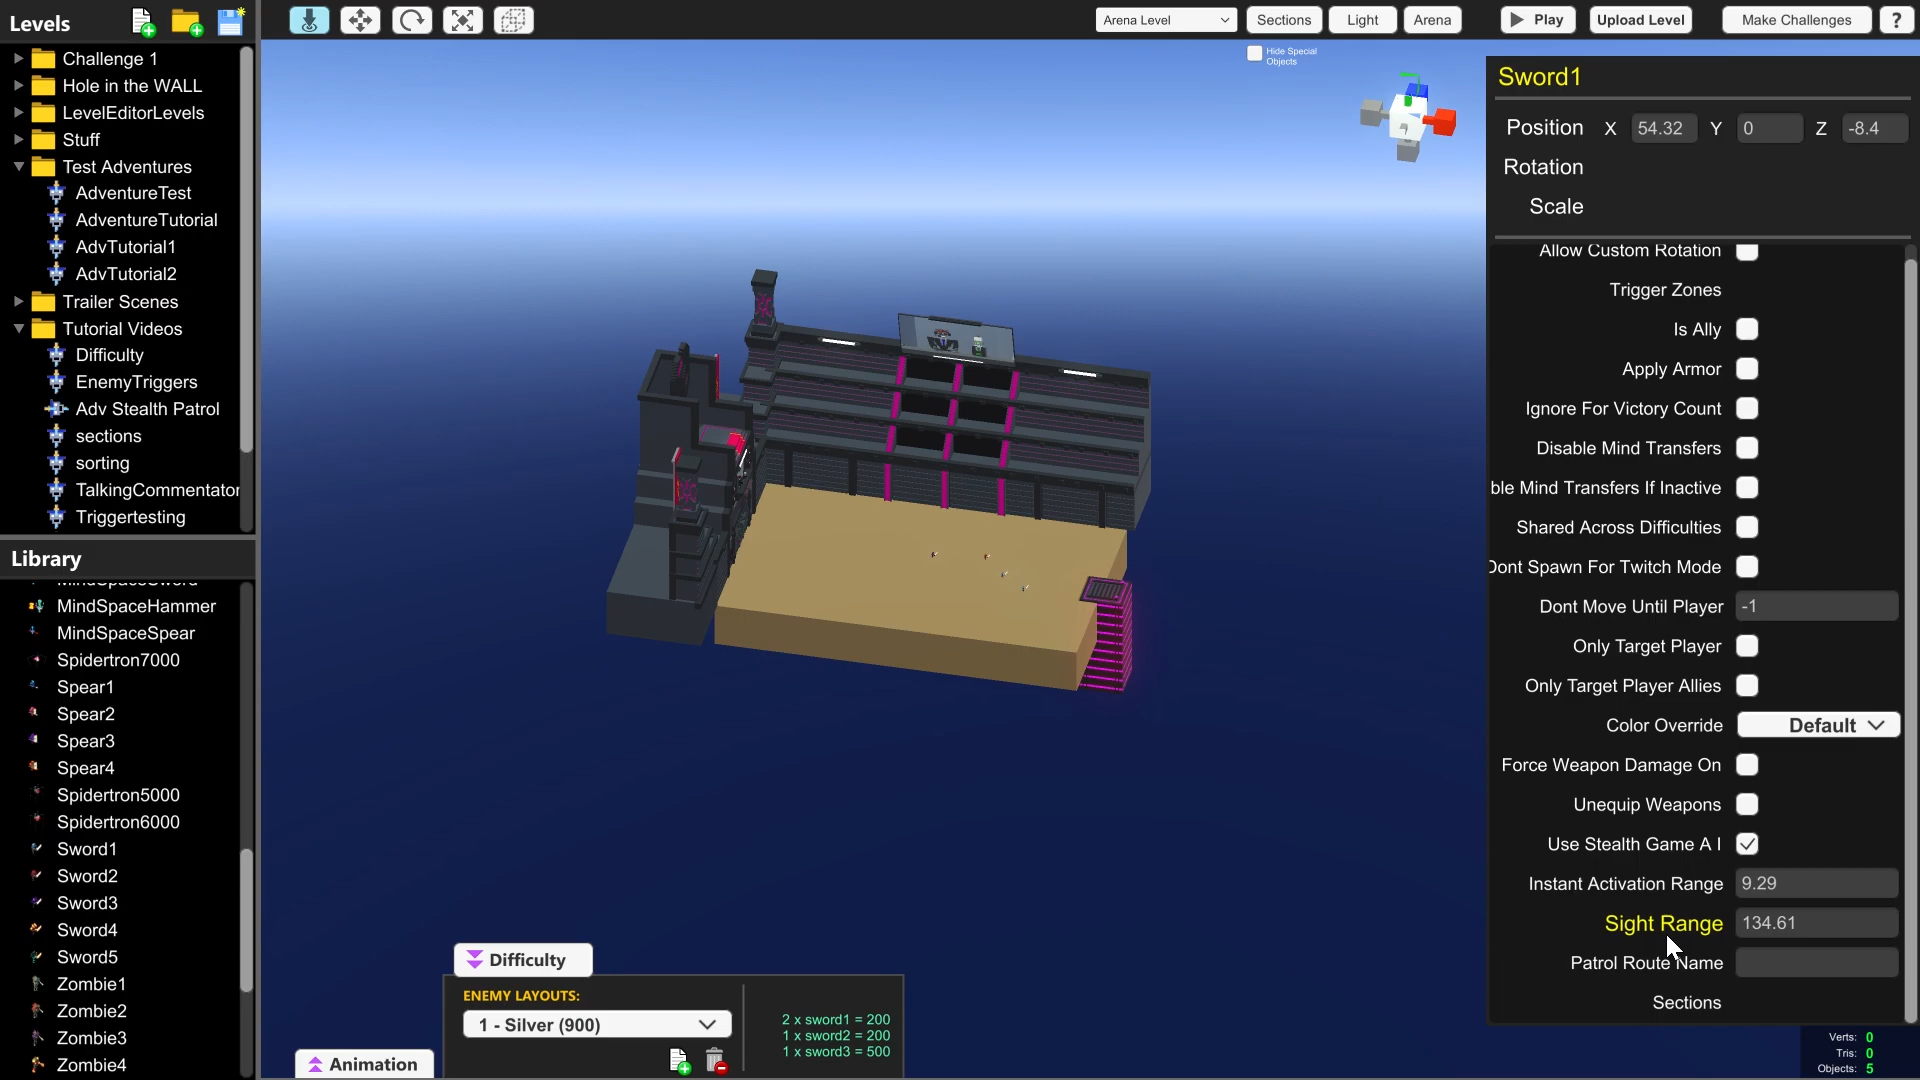 Levels
Challenge 1
Hole in the WALL
LevelEditorLevels
Stuff
Test Adventures
AdventureTest
AdventureTutorial
AdvTutorial1
AdvTutorial2
Trailer Scenes
Tutorial Videos
Difficulty
EnemyTriggers
Adv Stealth Patrol
sections
sorting
TalkingCommentator
Triggertesting
Library
MindSpaceSword
MindSpaceHammer
MindSpaceSpear
Spidertron7000
Spear1
Spear2
Spear3
Spear4
Spidertron5000
Spidertron6000
Sword1
Sword2
Sword3
Sword4
Sword5
Zombie1
Zombie2
Zombie3
Zombie4
Arena Level
Sections
Light
Arena
Play
Upload Level
Make Challenges
?
Hide Special
Objects
Sword1
Position X 54.32 Y 0 Z -8.4
Rotation
Scale
Allow Custom Rotation
Trigger Zones
Is Ally
Apply Armor
Ignore For Victory Count
Disable Mind Transfers
ble Mind Transfers If Inactive
Shared Across Difficulties
Dont Spawn For Twitch Mode
Dont Move Until Player -1
Only Target Player
Only Target Player Allies
Color Override Default
Force Weapon Damage On
Unequip Weapons
Use Stealth Game A I
Instant Activation Range 9.29
Sight Range 134.61
Patrol Route Name
Sections
Difficulty
ENEMY LAYOUTS:
1 - Silver (900)
2 x sword1 = 200
1 x sword2 = 200
1 x sword3 = 500
Animation
Verts: 0
Tris: 0
Objects: 5